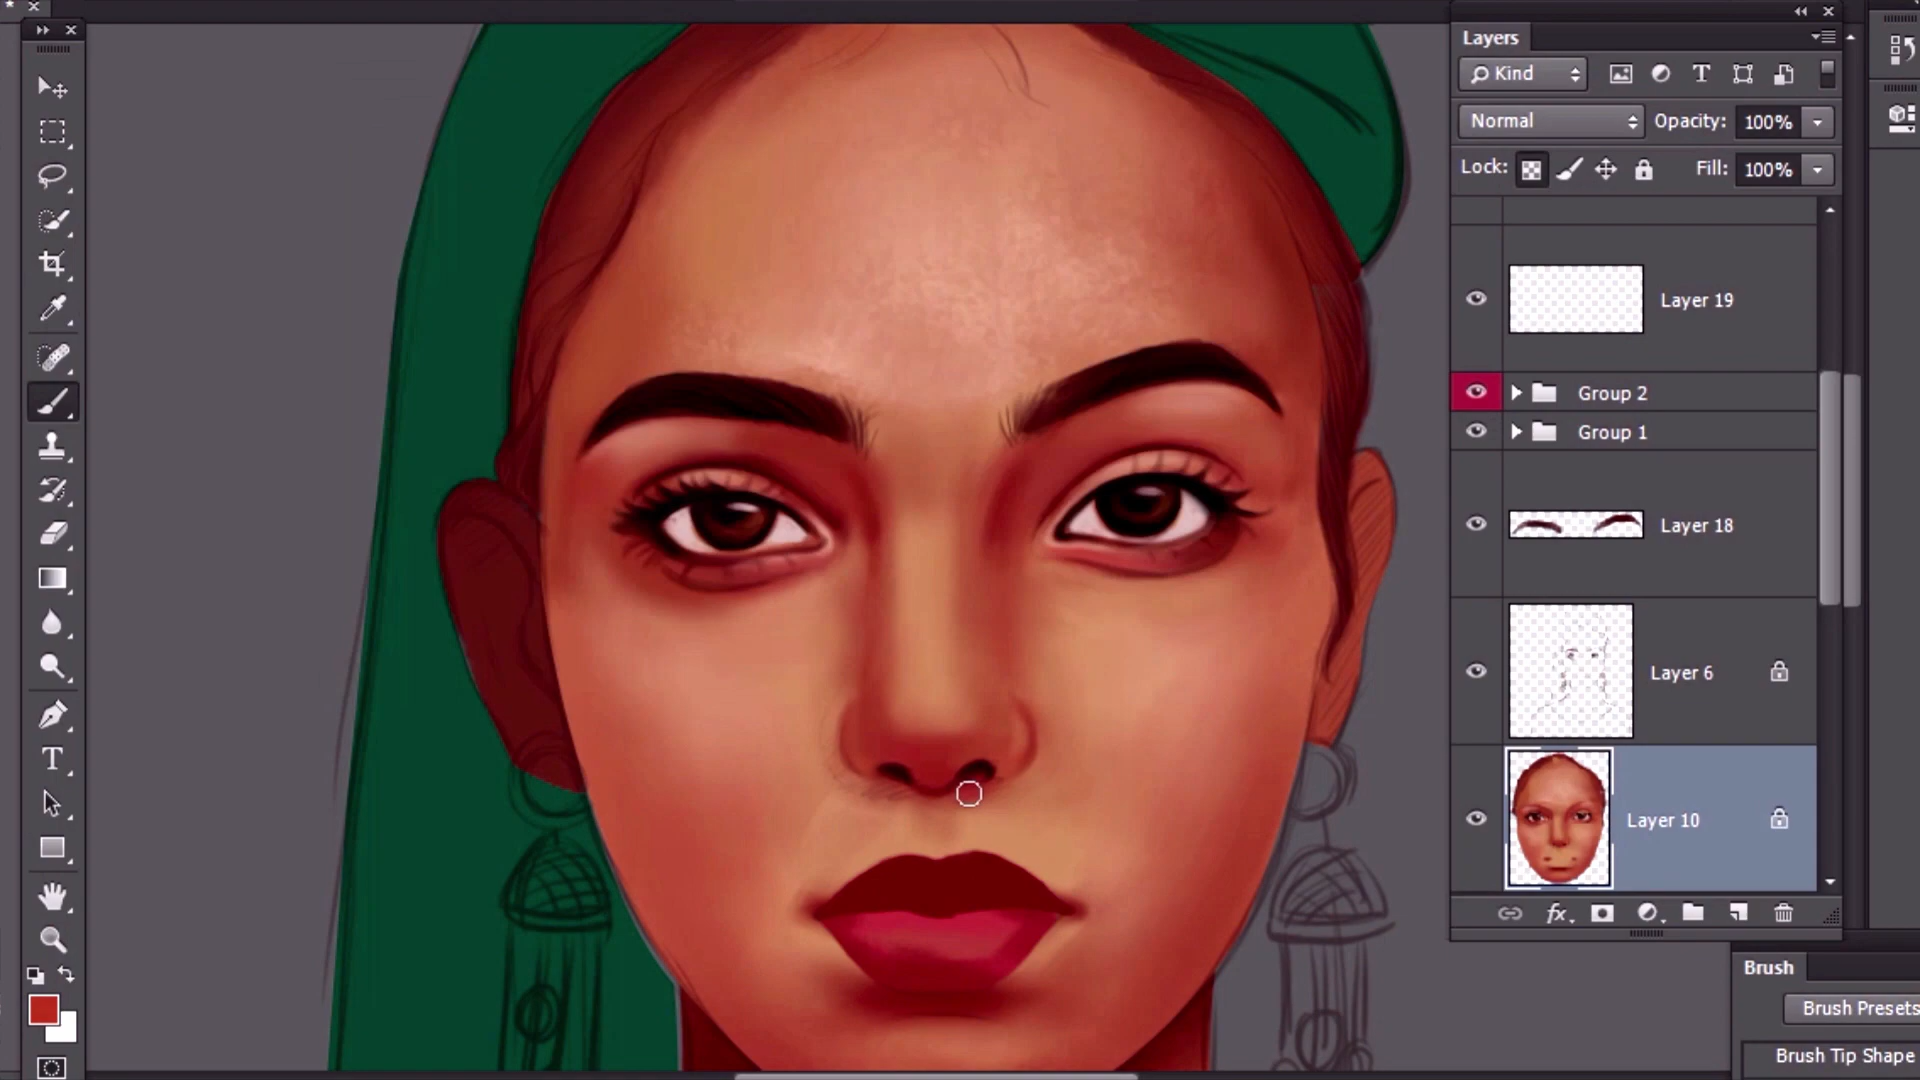 Layers
Kind
Normal
Opacity: 100%
Lock:
Fill: 100%
Layer 19
Group 2
Group 1
Layer 18
Layer 6
Layer 10
fx
Brush
Brush Presets
Brush Tip Shape